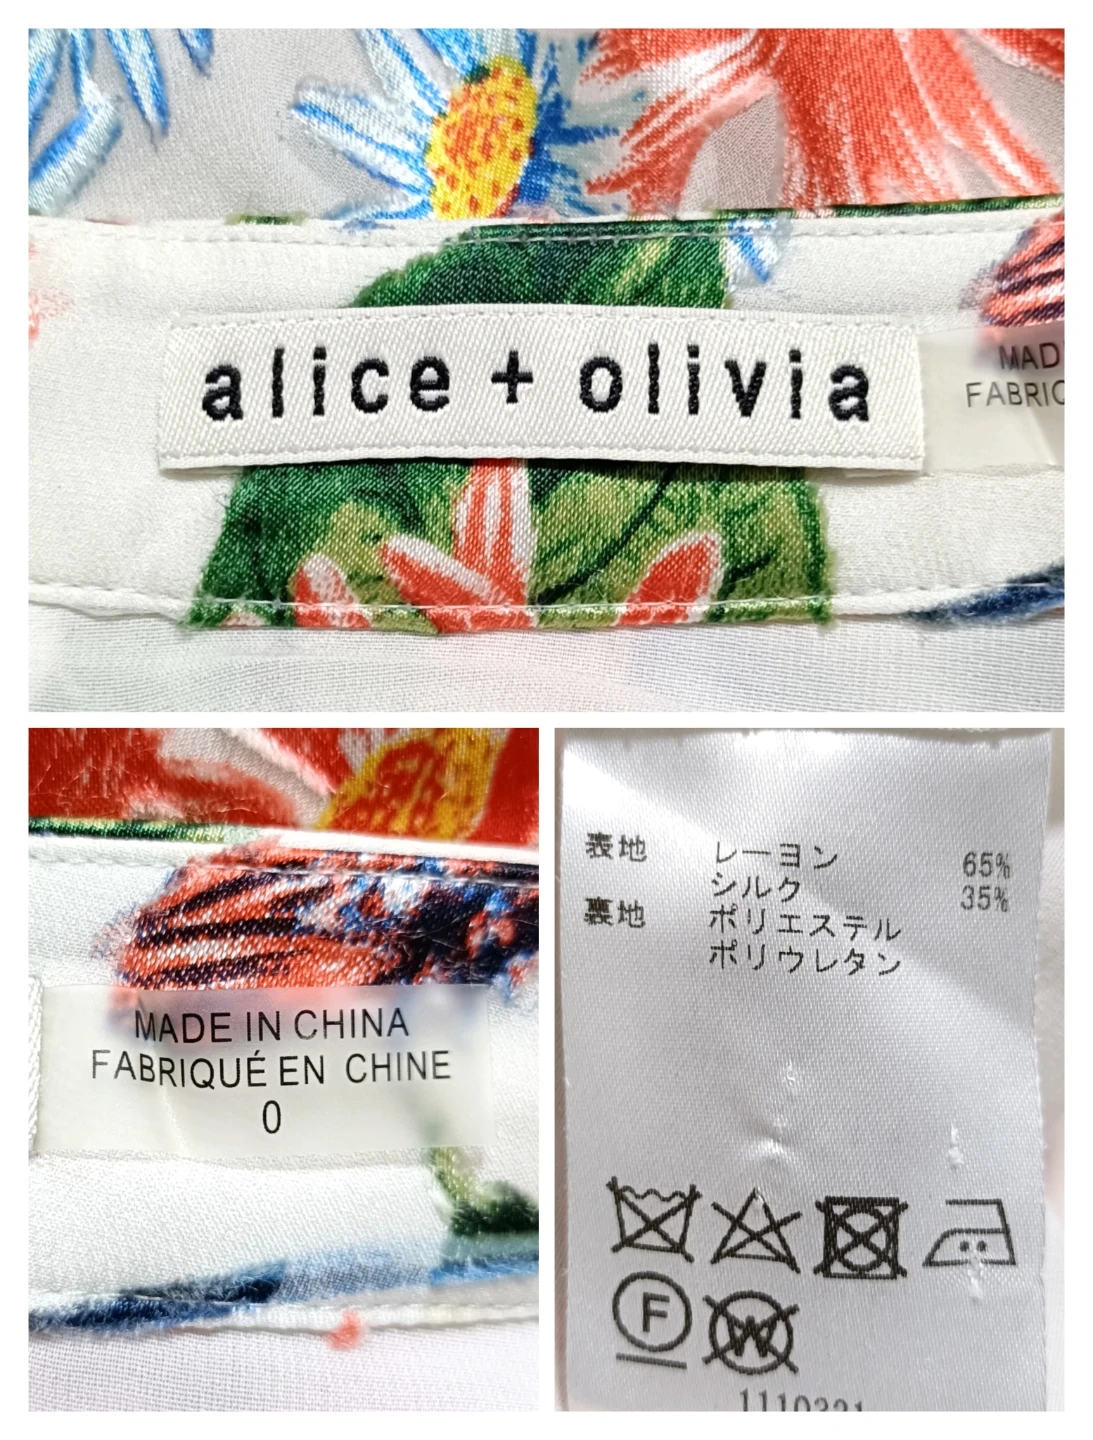 alice + olivia
MADE IN CHINA
FABRIQUÉ EN CHINE
0
表地 レーヨン 65%
シルク 35%
裏地 ポリエステル
ポリウレタン
F
W